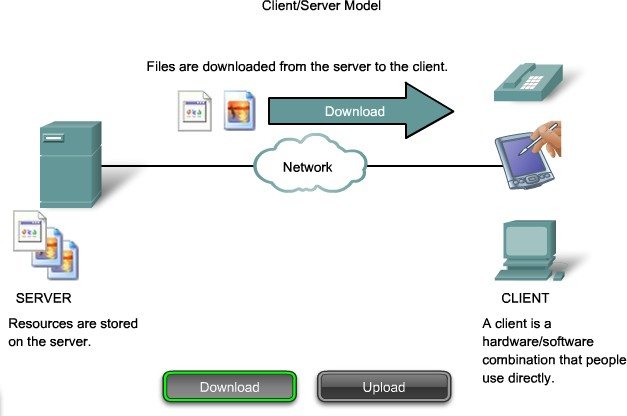 Client/Server Model
Files are downloaded from the server to the client.
Download
Network
SERVER
Resources are stored
on the server.
CLIENT
A client is a
hardware/software
combination that people
use directly.
Download
Upload